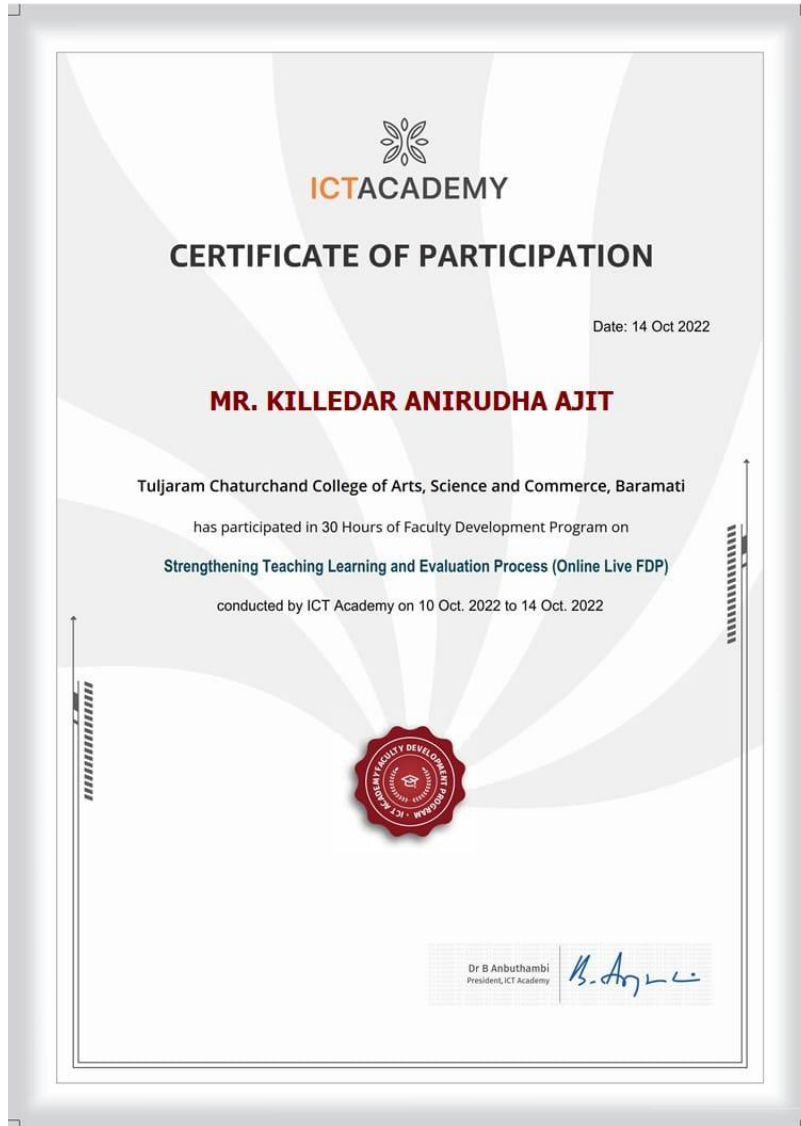 ICTACADEMY
CERTIFICATE OF PARTICIPATION
Date: 14 Oct 2022
MR. KILLEDAR ANIRUDHA AJIT
Tuljaram Chaturchand College of Arts, Science and Commerce, Baramati
has participated in 30 Hours of Faculty Development Program on
Strengthening Teaching Learning and Evaluation Process (Online Live FDP)
conducted by ICT Academy on 10 Oct. 2022 to 14 Oct. 2022
ICT ACADEMY FACULTY DEVELOPMENT PROGRAM
Dr B Anbuthambi
President, ICT Academy